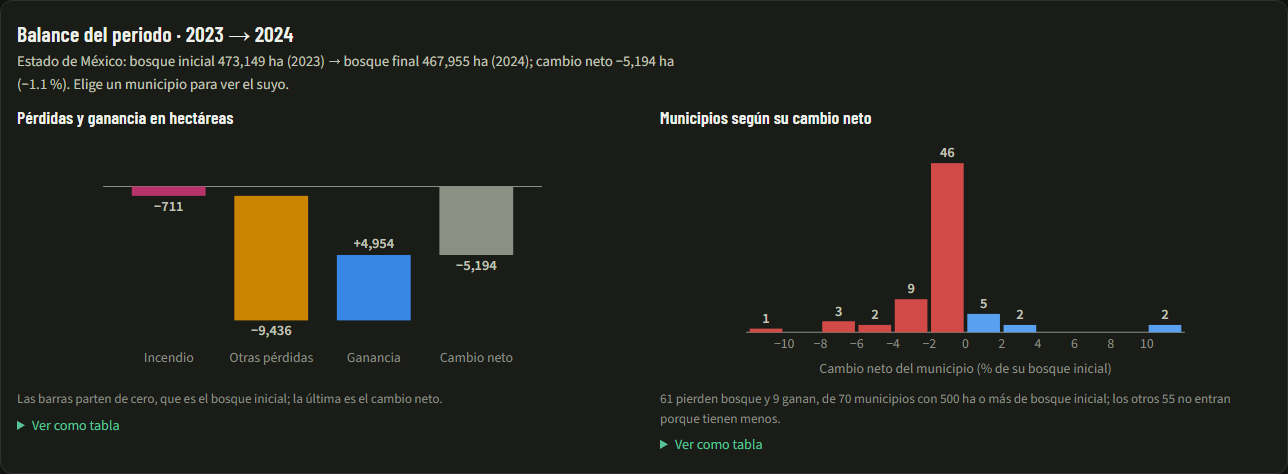 Balance del periodo · 2023 → 2024
Estado de México: bosque inicial 473,149 ha (2023) → bosque final 467,955 ha (2024); cambio neto −5,194 ha
(−1.1 %). Elige un municipio para ver el suyo.
Pérdidas y ganancia en hectáreas
−711
+4,954
−5,194
−9,436
Incendio
Otras pérdidas
Ganancia
Cambio neto
Las barras parten de cero, que es el bosque inicial; la última es el cambio neto.
▶ Ver como tabla
Municipios según su cambio neto
46
9
5
3
2
2
2
1
−10 −8 −6 −4 −2 0 2 4 6 8 10
Cambio neto del municipio (% de su bosque inicial)
61 pierden bosque y 9 ganan, de 70 municipios con 500 ha o más de bosque inicial; los otros 55 no entran
porque tienen menos.
▶ Ver como tabla